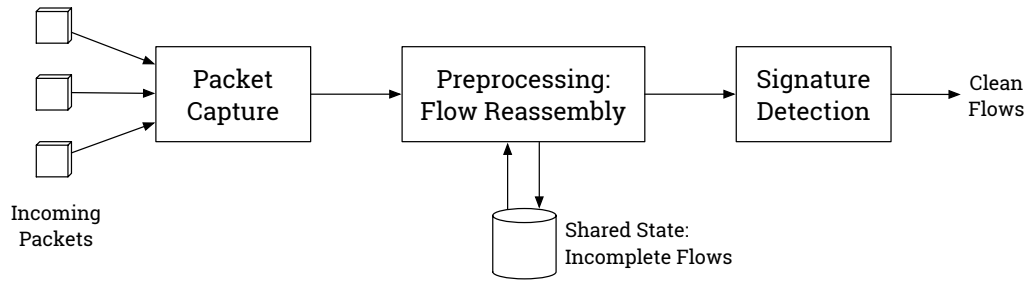 Packet
Capture
Preprocessing:
Flow Reassembly
Signature
Detection
Clean
Flows
Incoming
Packets
Shared State:
Incomplete Flows